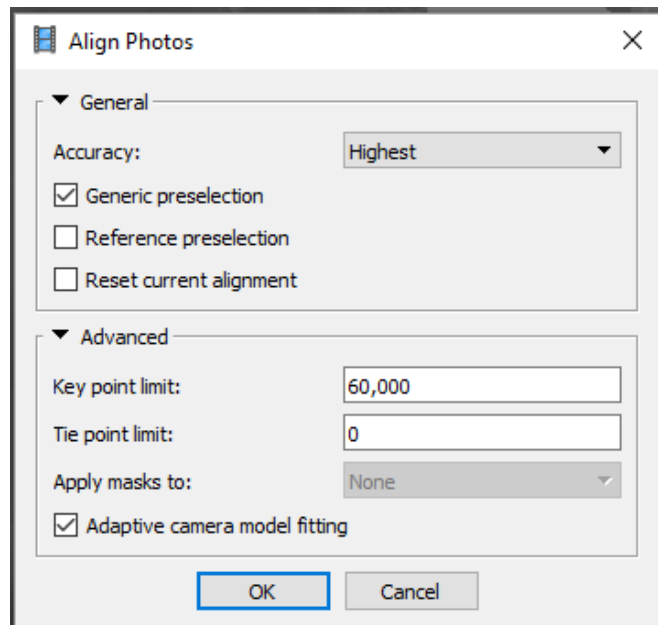 Align Photos
General
Accuracy: Highest
Generic preselection
Reference preselection
Reset current alignment
Advanced
Key point limit: 60,000
Tie point limit: 0
Apply masks to: None
Adaptive camera model fitting
OK Cancel